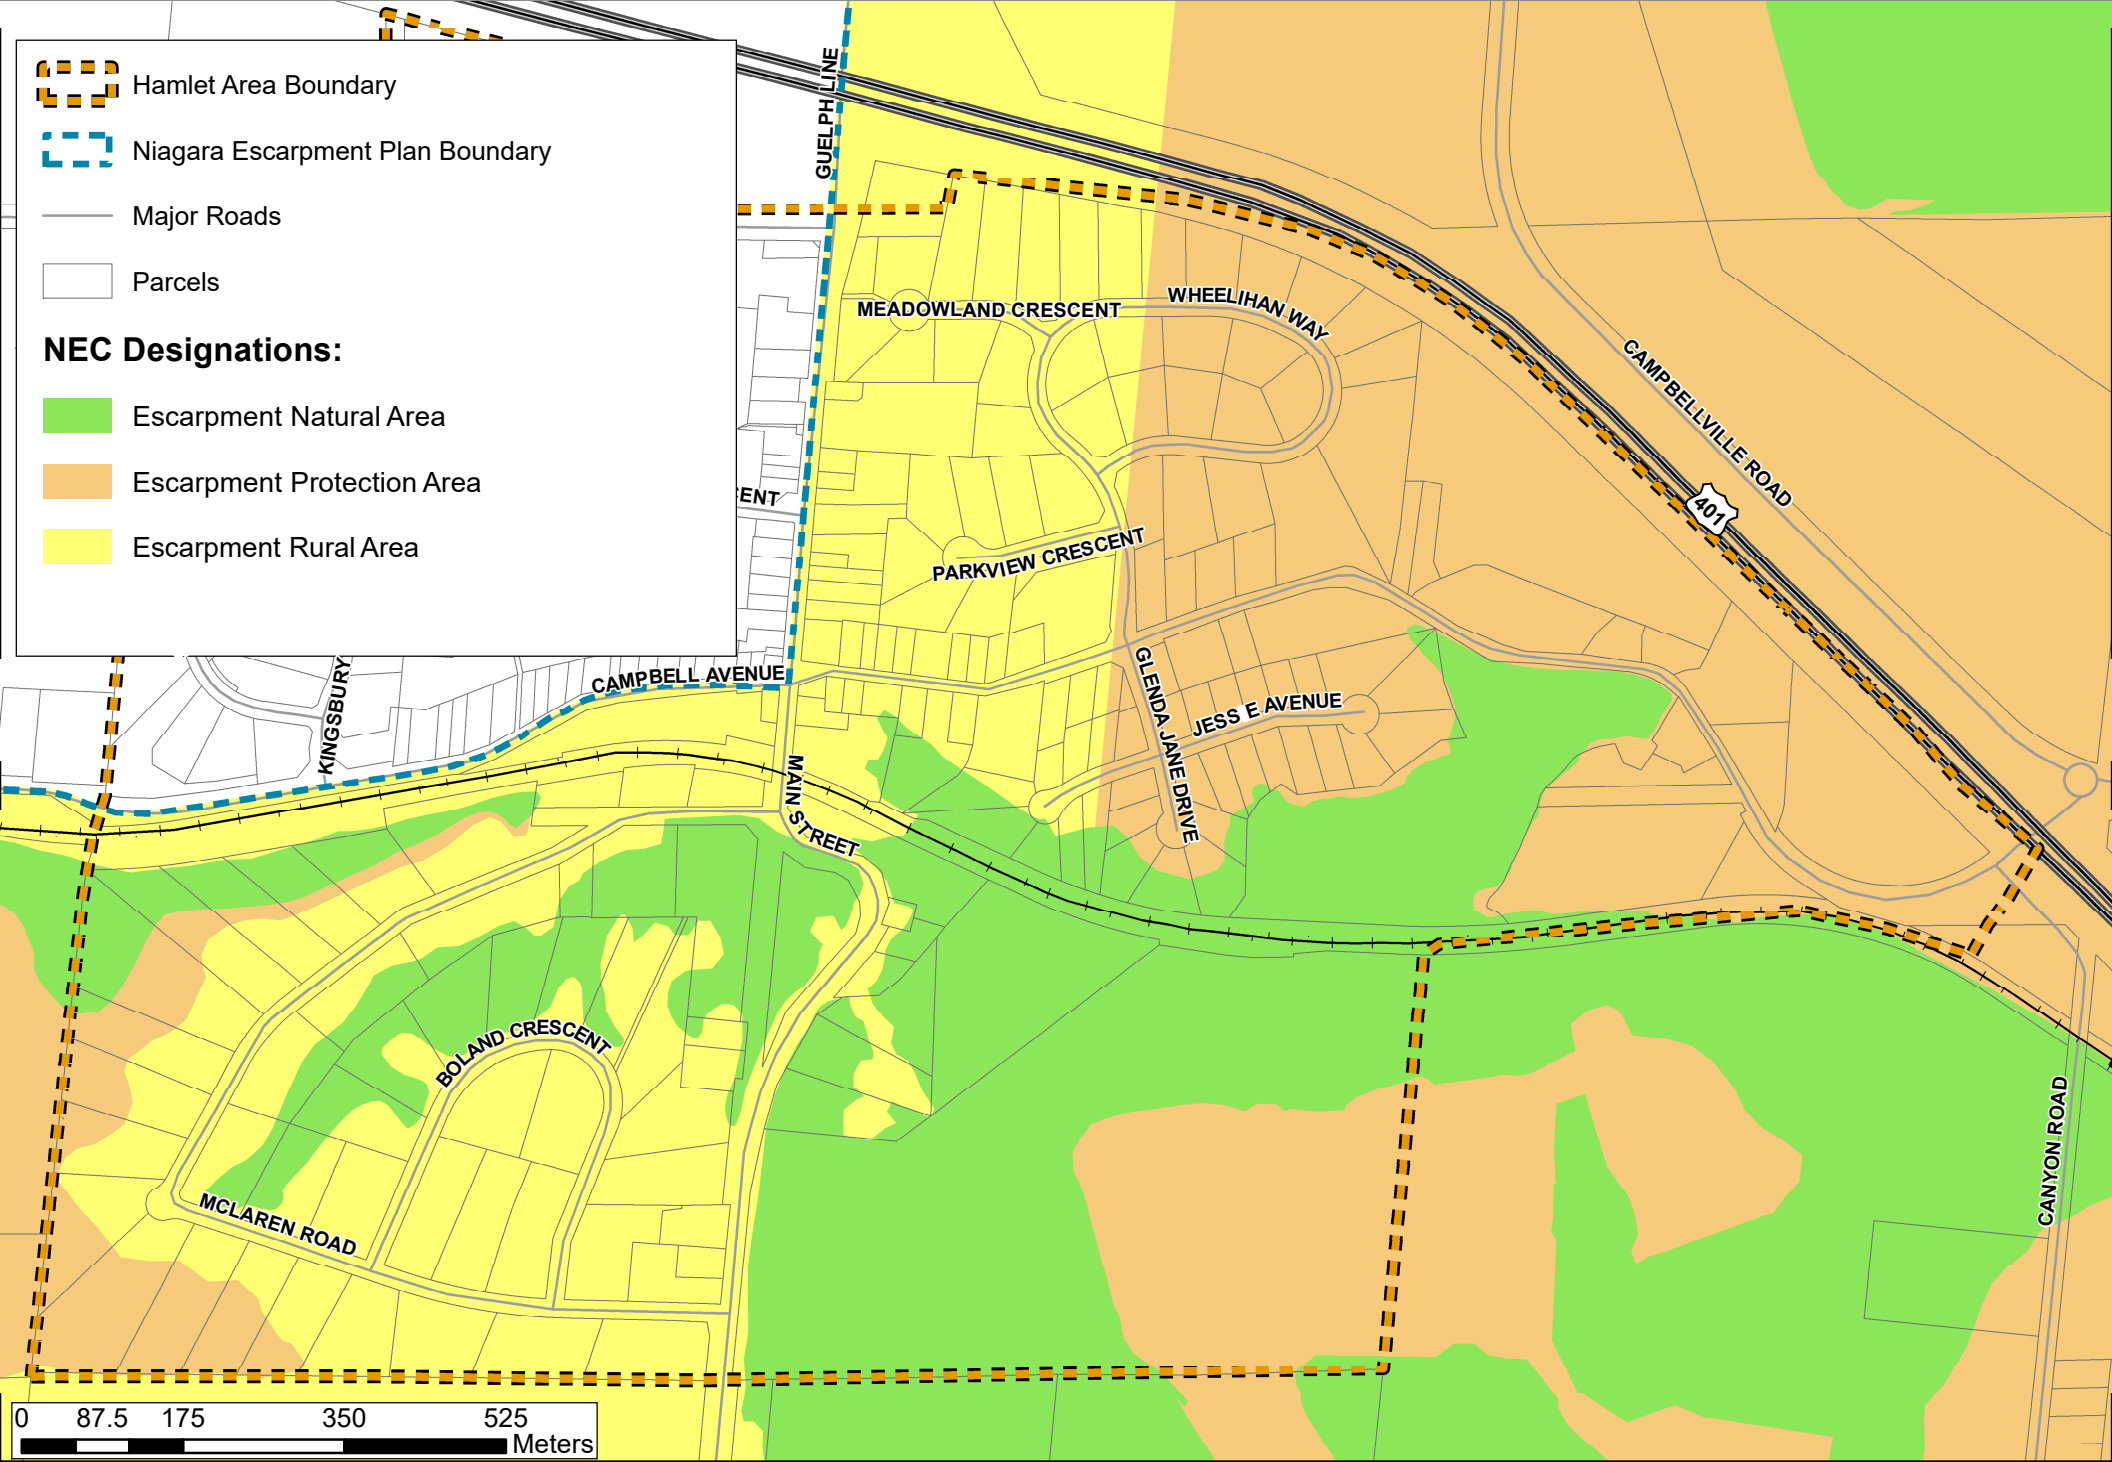 Hamlet Area Boundary
Niagara Escarpment Plan Boundary
Major Roads
Parcels
NEC Designations:
Escarpment Natural Area
Escarpment Protection Area
Escarpment Rural Area
GUELPH LINE
MEADOWLAND CRESCENT
WHEELIHAN WAY
CAMPBELLVILLE ROAD
401
CENT
PARKVIEW CRESCENT
CAMPBELL AVENUE
KINGSBURY
GLENDA JANE DRIVE
JESS E AVENUE
MAIN STREET
BOLAND CRESCENT
MCLAREN ROAD
CANYON ROAD
0 87.5 175 350 525
Meters